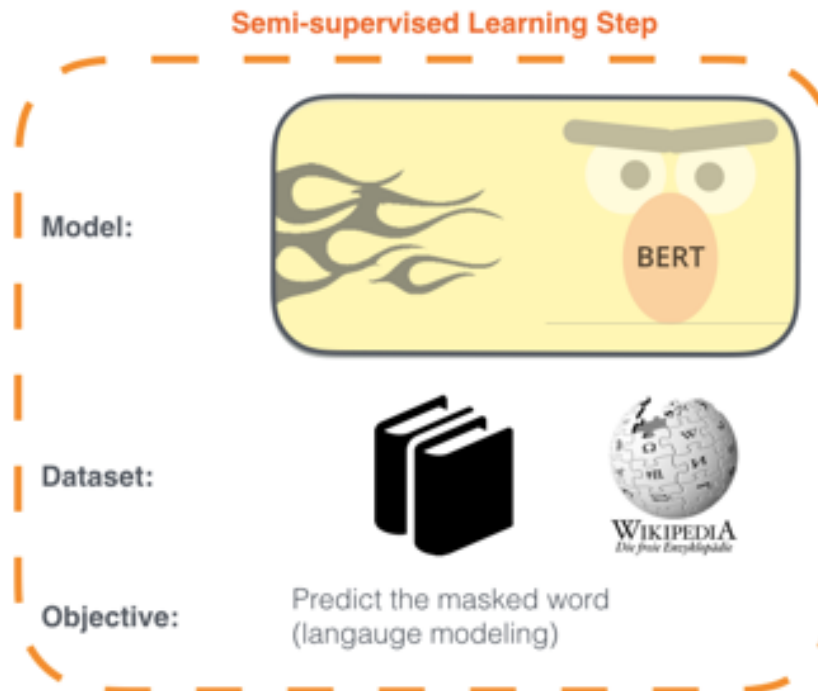 Semi-supervised Learning Step
Model:
BERT
Dataset:
WIKIPEDIA
Die freie Enzyklopädie
Objective:
Predict the masked word
(langauge modeling)